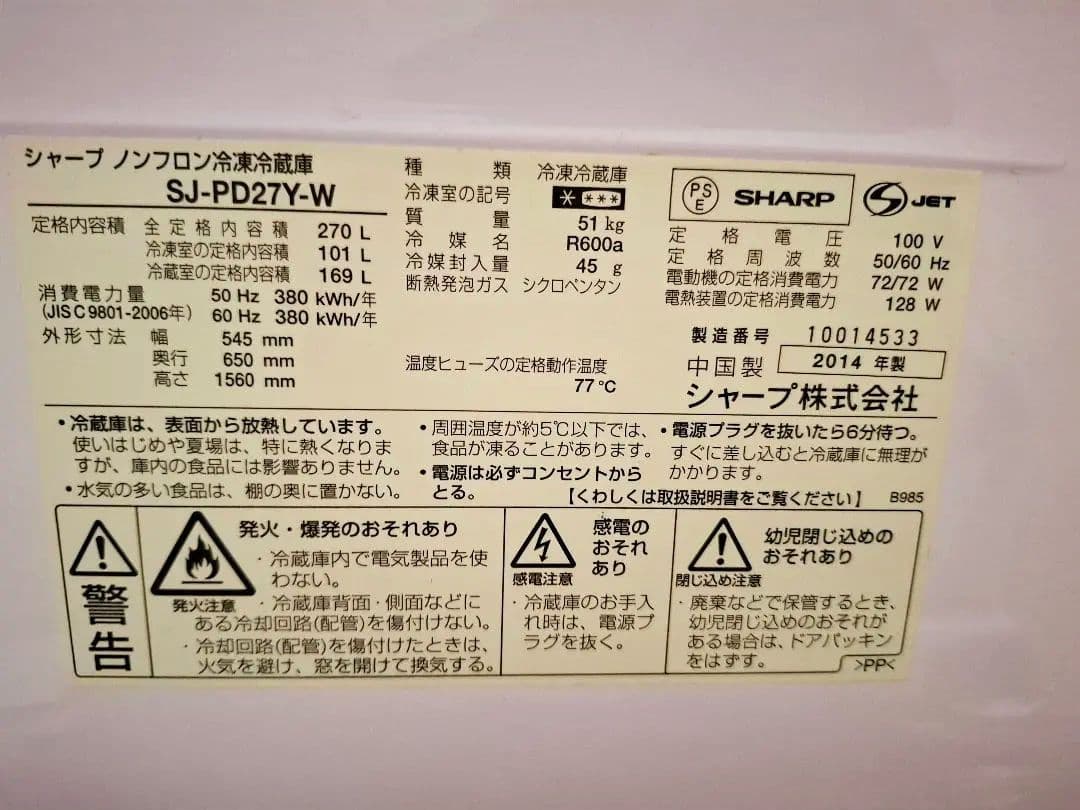 シャープ ノンフロン冷凍冷蔵庫
SJ-PD27Y-W
定格内容積 全定格内容積 270 L
冷凍室の定格内容積 101 L
冷蔵室の定格内容積 169 L
消費電力量 50 Hz 380 kWh/年
(JIS C 9801-2006年) 60 Hz 380 kWh/年
外形寸法 幅 545 mm
奥行 650 mm
高さ 1560 mm
種類 冷凍冷蔵庫
冷凍室の記号 * ***
質量 51 kg
冷媒名 R600a
冷媒封入量 45 g
断熱発泡ガス シクロペンタン
温度ヒューズの定格動作温度
77℃
PS
E
SHARP
S JET
定格電圧 100 V
定格周波数 50/60 Hz
電動機の定格消費電力 72/72 W
電熱装置の定格消費電力 128 W
製造番号 10014533
中国製 2014 年製
シャープ株式会社
・冷蔵庫は、表面から放熱しています。
使いはじめや夏場は、特に熱くなりま
すが、庫内の食品には影響ありません。
・水気の多い食品は、棚の奥に置かない。
・周囲温度が約5℃以下では、
食品が凍ることがあります。
・電源は必ずコンセントから
とる。
・電源プラグを抜いたら6分待つ。
すぐに差し込むと冷蔵庫に無理が
かかります。
【くわしくは取扱説明書をご覧ください】 B985
警告
発火・爆発のおそれあり
発火注意
・冷蔵庫内で電気製品を使
わない。
・冷蔵庫背面・側面などに
ある冷却回路(配管)を傷付けない。
・冷却回路(配管)を傷付けたときは、
火気を避け、窓を開けて換気する。
感電の
おそれ
あり
感電注意
・冷蔵庫のお手入
れ時は、電源プ
ラグを抜く。
幼児閉じ込めの
おそれあり
閉じ込め注意
・廃棄などで保管するとき、
幼児閉じ込めのおそれが
ある場合は、ドアパッキン
をはずす。
>PP<